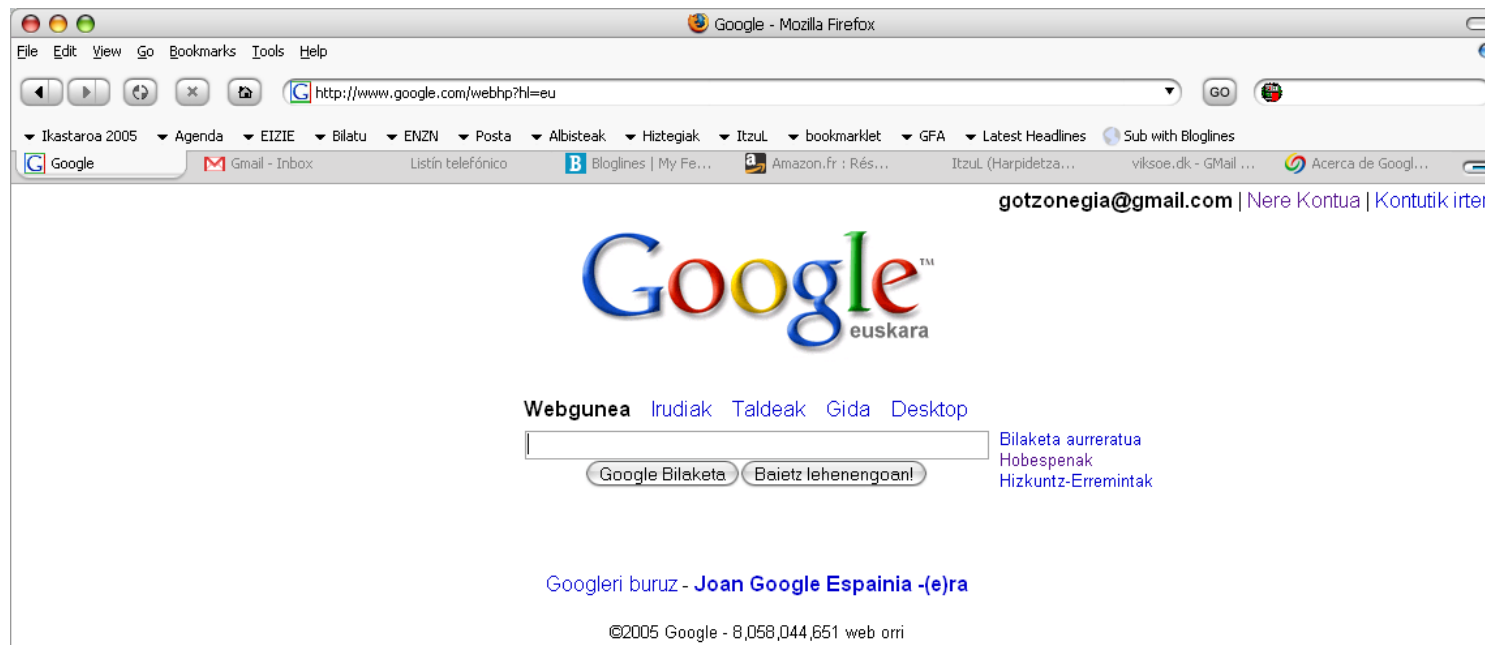 Google - Mozilla Firefox
File Edit View Go Bookmarks Tools Help
G http://www.google.com/webhp?hl=eu GO
Ikastaroa 2005 Agenda EIZIE Bilatu ENZN Posta Albisteak Hiztegiak ItzuL bookmarklet GFA Latest Headlines Sub with Bloglines
G Google M Gmail - Inbox Listín telefónico B Bloglines | My Fe... a Amazon.fr : Rés... ItzuL (Harpidetza... viksoe.dk - GMail ... Acerca de Googl...
gotzonegia@gmail.com | Nere Kontua | Kontutik irten
Google™
euskara
Webgunea Irudiak Taldeak Gida Desktop
Bilaketa aurreratua
Hobespenak
Google Bilaketa Baietz lehenengoan!
Hizkuntz-Erremintak
Googleri buruz - Joan Google Espainia -(e)ra
©2005 Google - 8,058,044,651 web orri